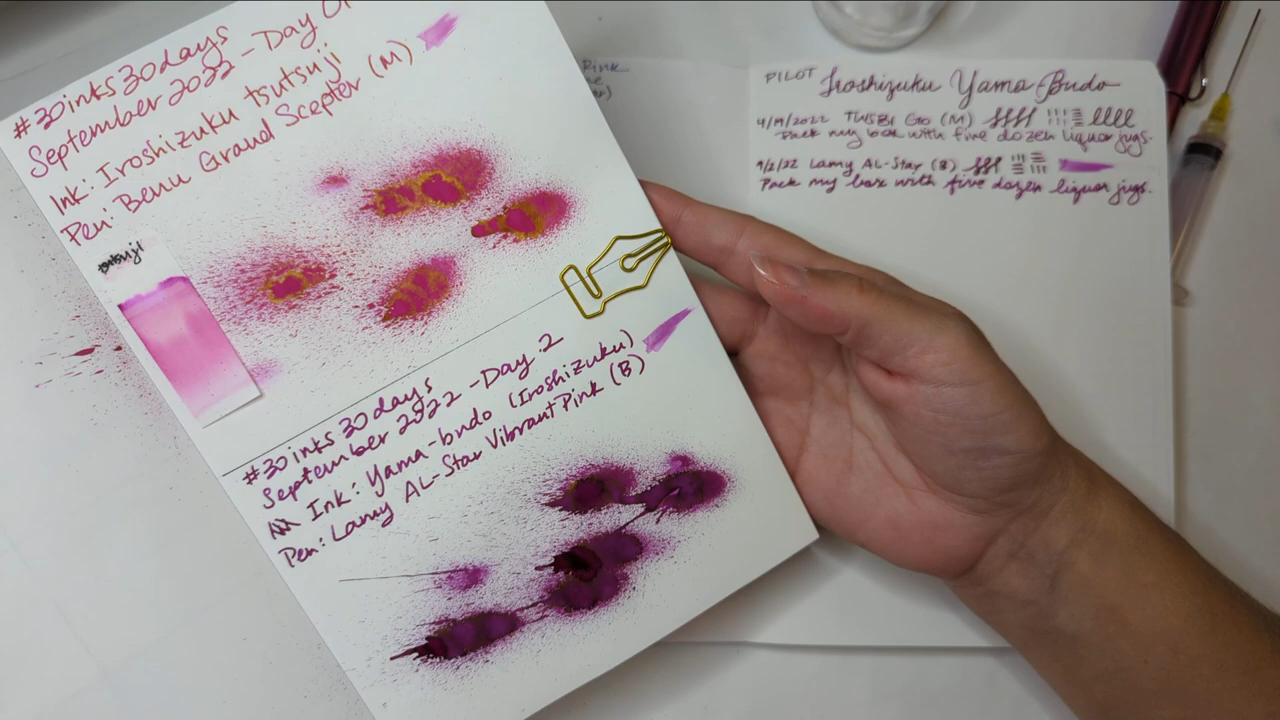 #30inks30days
September 2022 - Day 01
Ink: Iroshizuku tsutsuji
Pen: Benu Grand Scepter (M)
tsutsuji
#30inks 30days
September 2022 - Day 2
Ink: Yama-budo (Iroshizuku)
Pen: Lamy AL-Star Vibrant Pink (B)
Pink
PILOT Iroshizuku Yama-Budo
4/19/2022 TWSBI Go (M)
Pack my box with five dozen liquor jugs.
9/2/22 Lamy AL-Star (B)
Pack my box with five dozen liquor jugs.